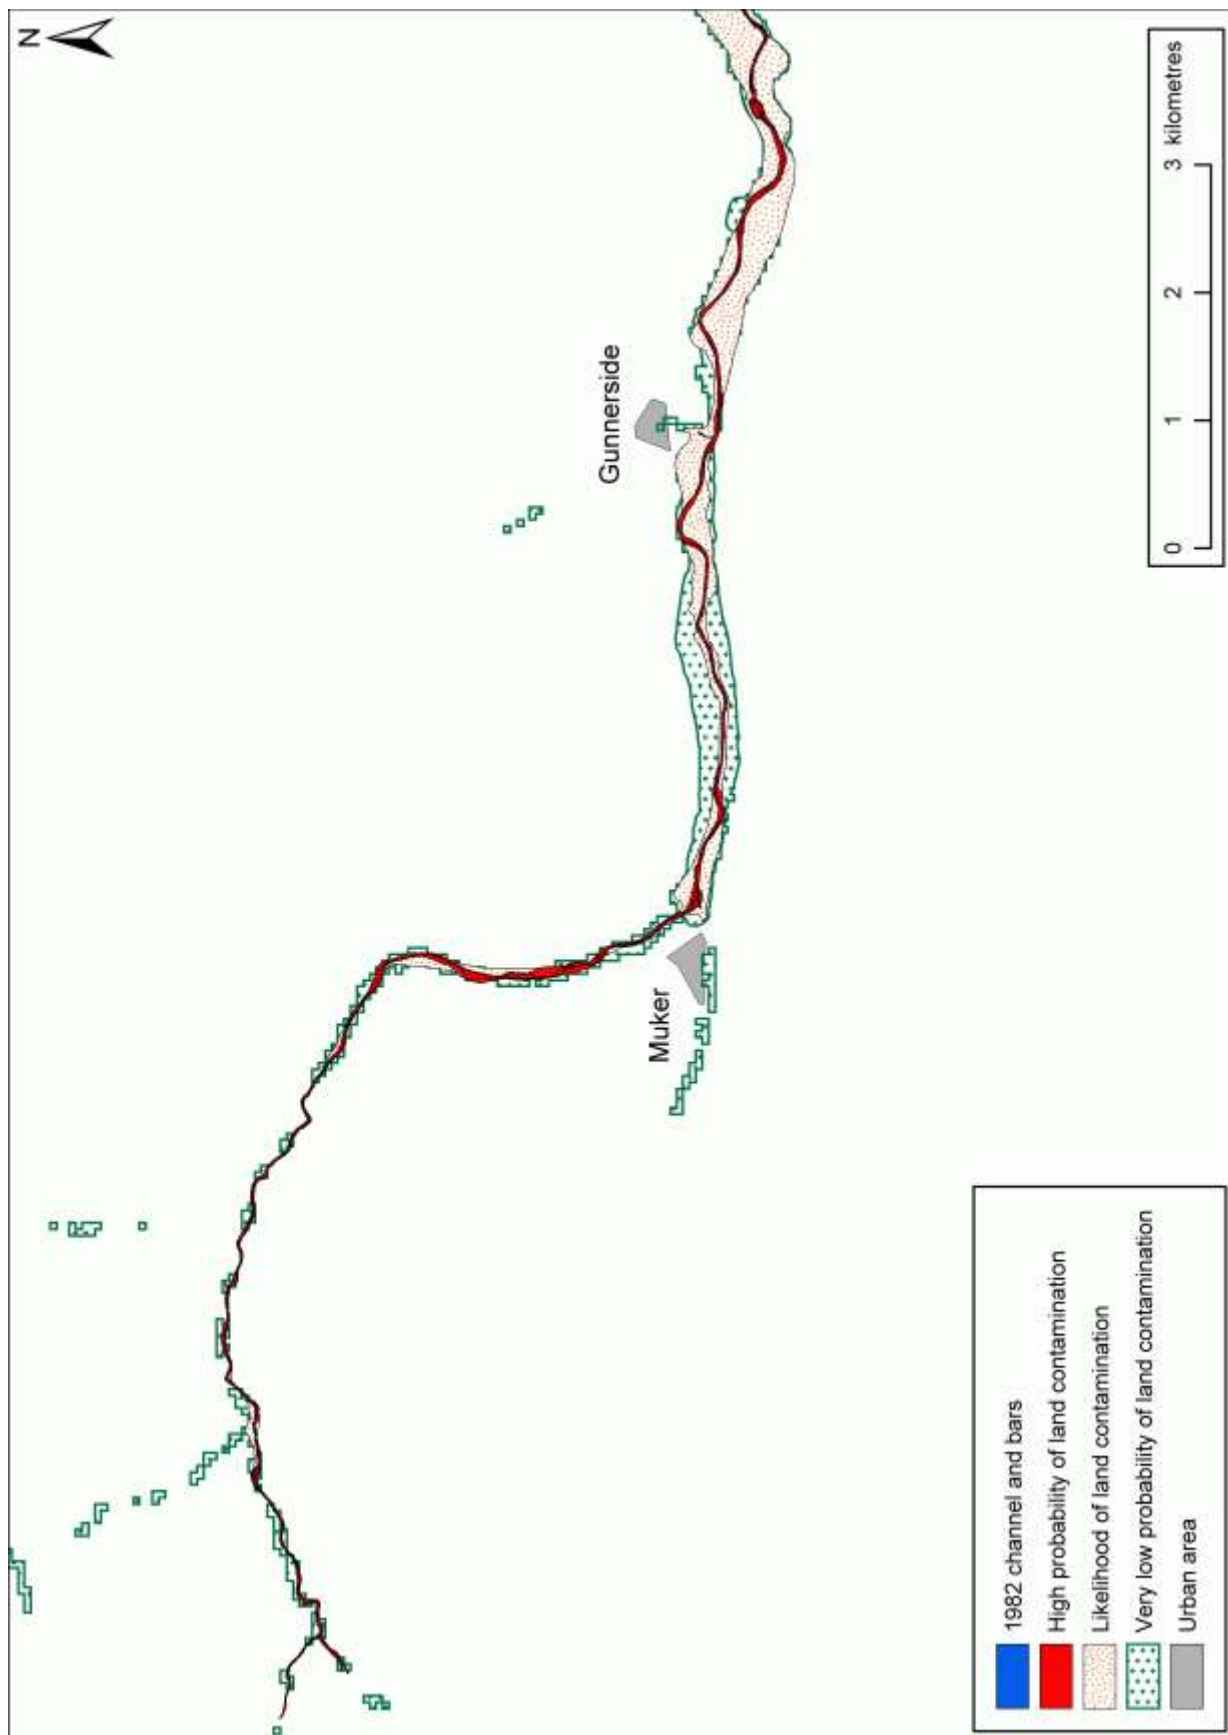 N
Gunnerside
Muker
0 1 2 3 kilometres
1982 channel and bars
High probability of land contamination
Likelihood of land contamination
Very low probability of land contamination
Urban area